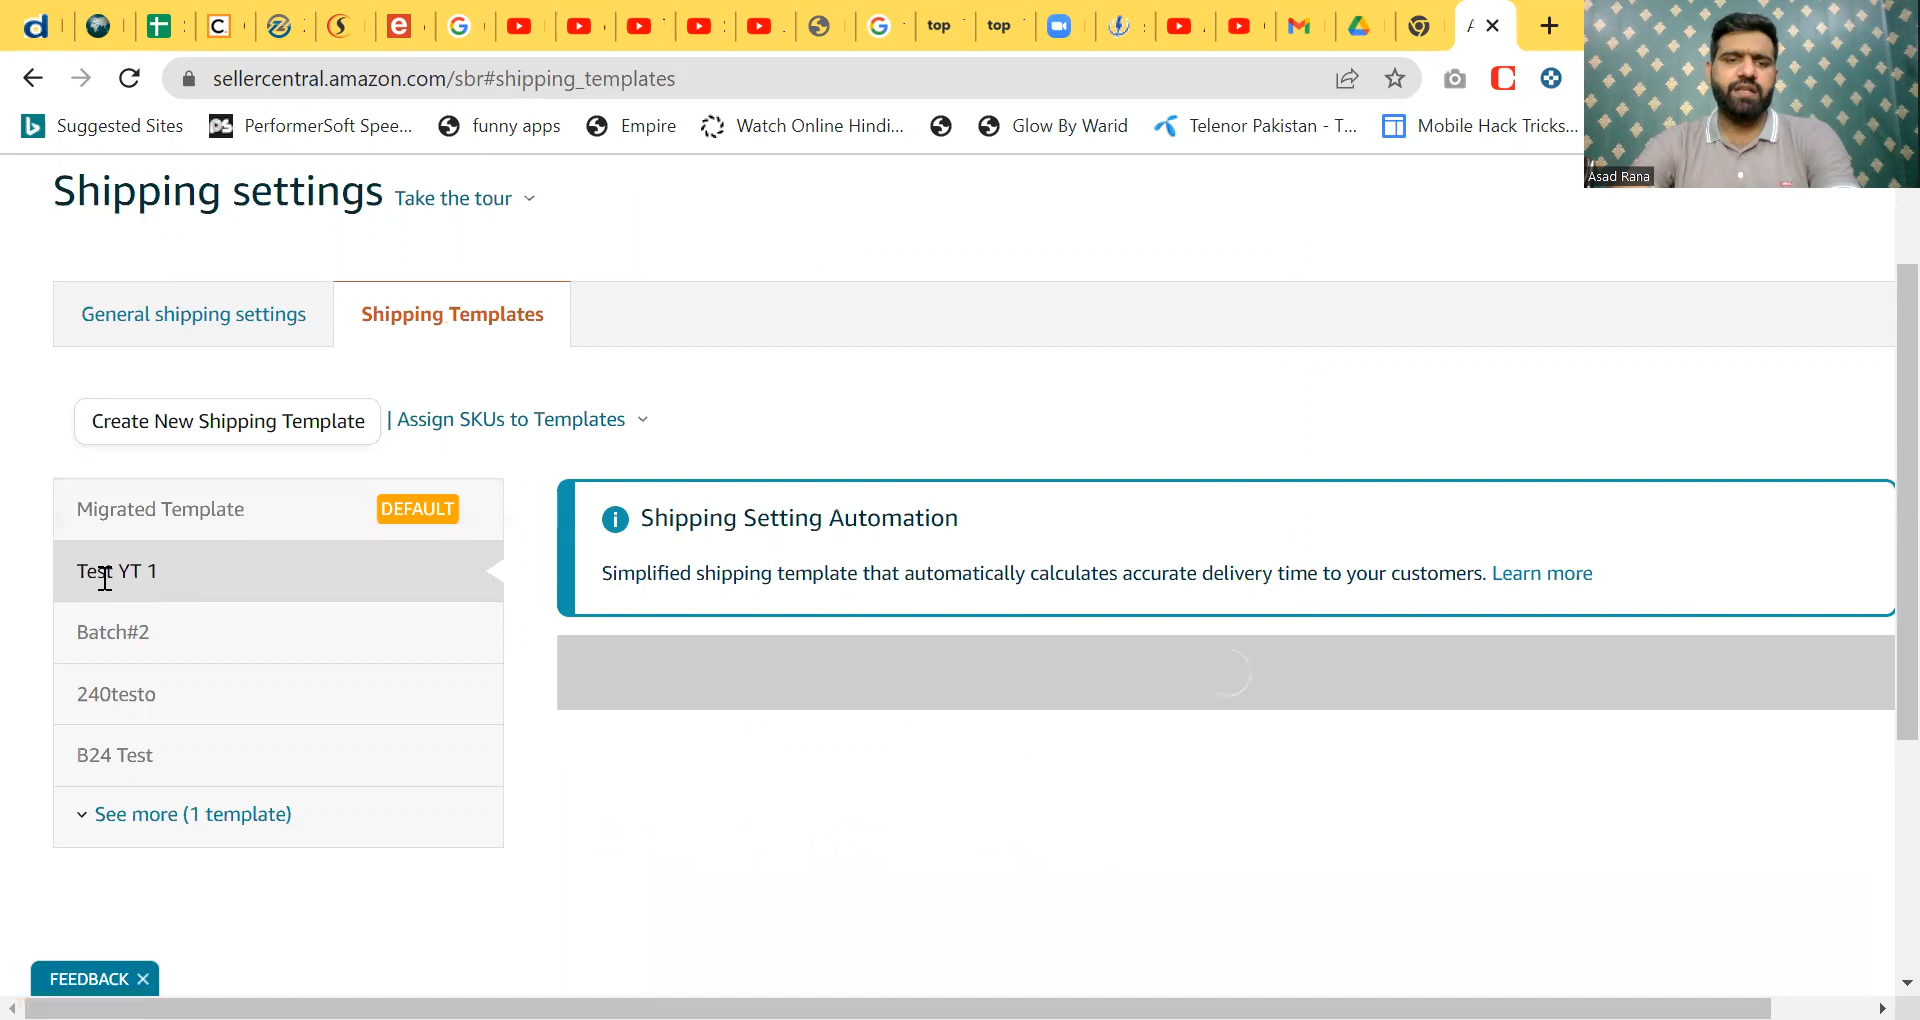 top
top
sellercentral.amazon.com/sbr#shipping_templates
Suggested Sites PerformerSoft Spee... funny apps Empire Watch Online Hindi... Glow By Warid Telenor Pakistan - T... Mobile Hack Tricks...
Asad Rana
Shipping settings Take the tour
General shipping settings Shipping Templates
Create New Shipping Template | Assign SKUs to Templates
Migrated Template DEFAULT
Test YT 1
Batch#2
240testo
B24 Test
See more (1 template)
Shipping Setting Automation
Simplified shipping template that automatically calculates accurate delivery time to your customers. Learn more
FEEDBACK